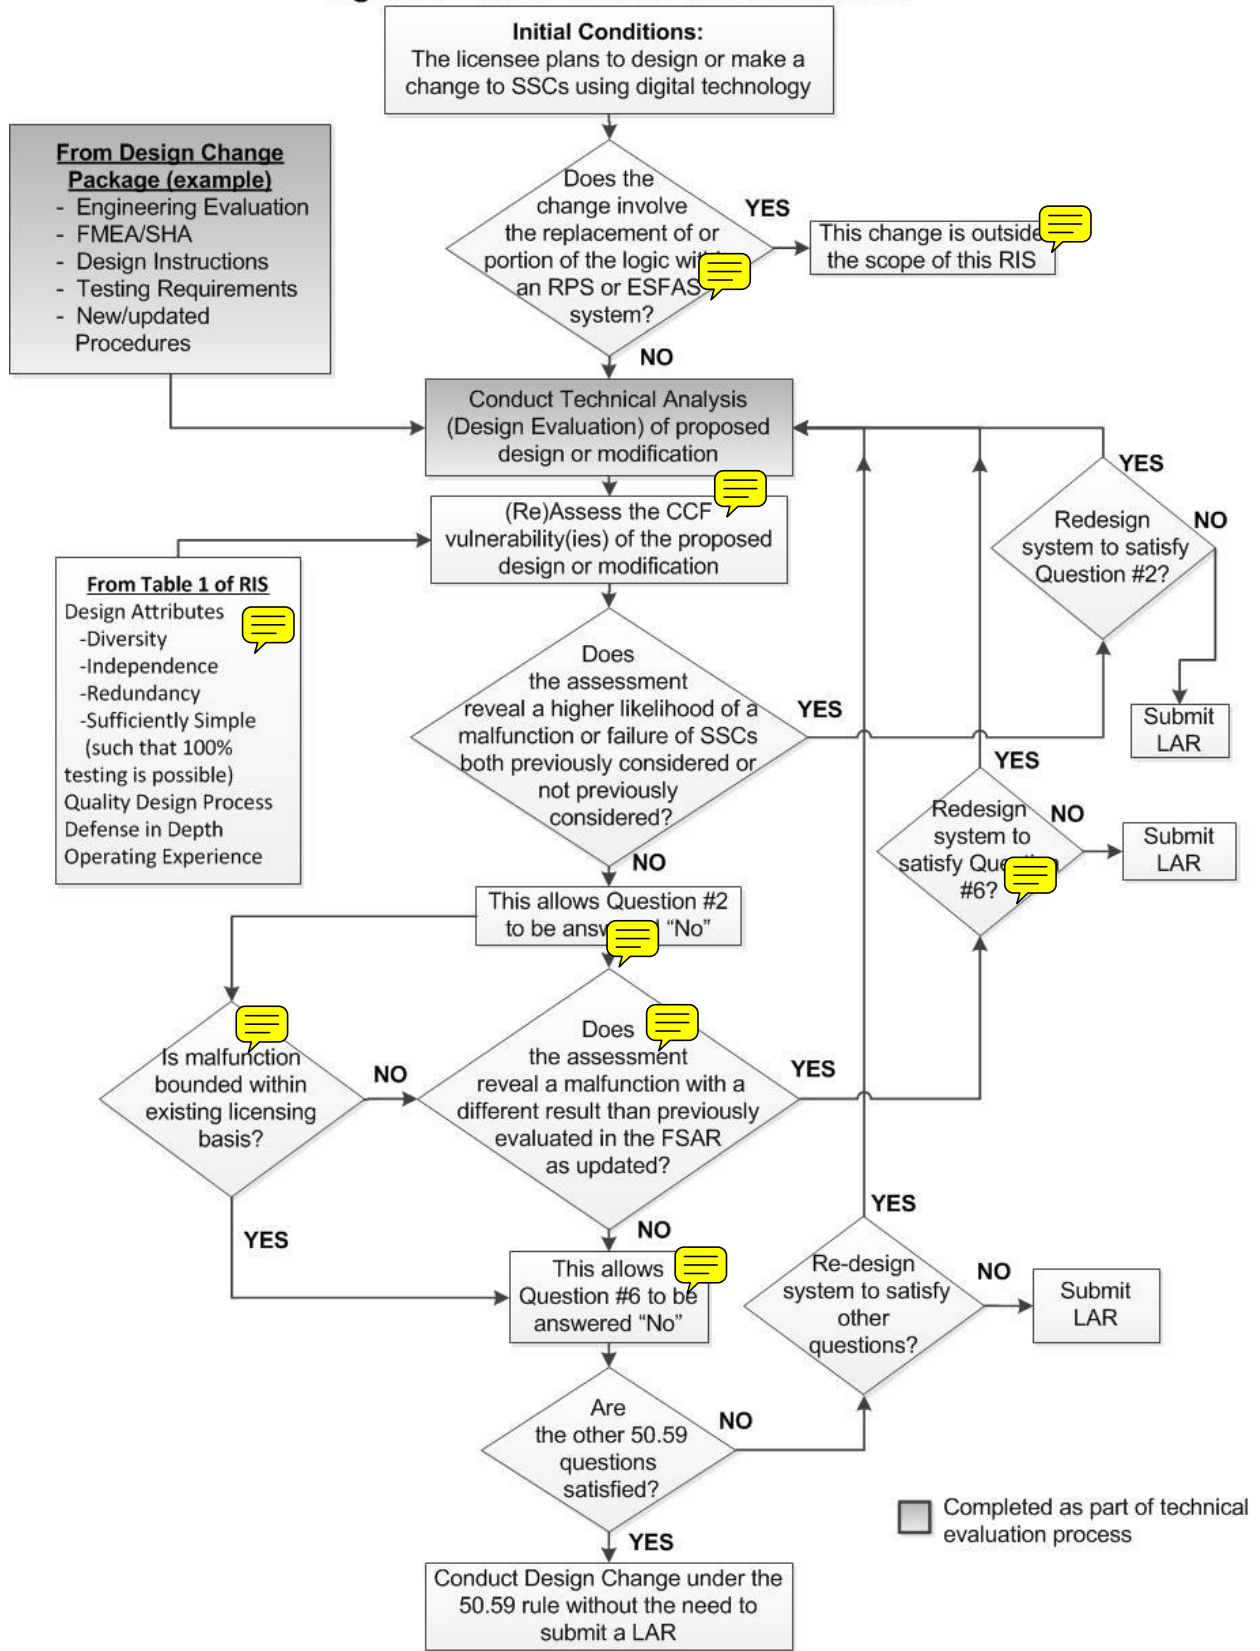 Initial Conditions:
The licensee plans to design or make a
change to SSCs using digital technology
From Design Change
Package (example)
- Engineering Evaluation
- FMEA/SHA
- Design Instructions
- Testing Requirements
- New/updated
Procedures
Does the
change involve
the replacement of or
portion of the logic
an RPS or ESFAS
system?
YES
This change is outside
the scope of this RIS
NO
Conduct Technical Analysis
(Design Evaluation) of proposed
design or modification
(Re)Assess the CCF
vulnerability(ies) of the proposed
design or modification
YES
Redesign
system to satisfy
Question #2?
NO
Submit
LAR
From Table 1 of RIS
Design Attributes
-Diversity
-Independence
-Redundancy
-Sufficiently Simple
(such that 100%
testing is possible)
Quality Design Process
Defense in Depth
Operating Experience
Does
the assessment
reveal a higher likelihood of a
malfunction or failure of SSCs
both previously considered or
not previously
considered?
YES
NO
YES
Redesign
system to
satisfy
#6?
NO
Submit
LAR
This allows Question #2
to be "No"
Is malfunction
bounded within
existing licensing
basis?
NO
YES
Does
the assessment
reveal a malfunction with a
different result than previously
evaluated in the FSAR
as updated?
YES
NO
This allows
Question #6 to be
answered "No"
YES
Re-design
system to satisfy
other
questions?
NO
Submit
LAR
Are
the other 50.59
questions
satisfied?
NO
YES
Conduct Design Change under the
50.59 rule without the need to
submit a LAR
Completed as part of technical
evaluation process